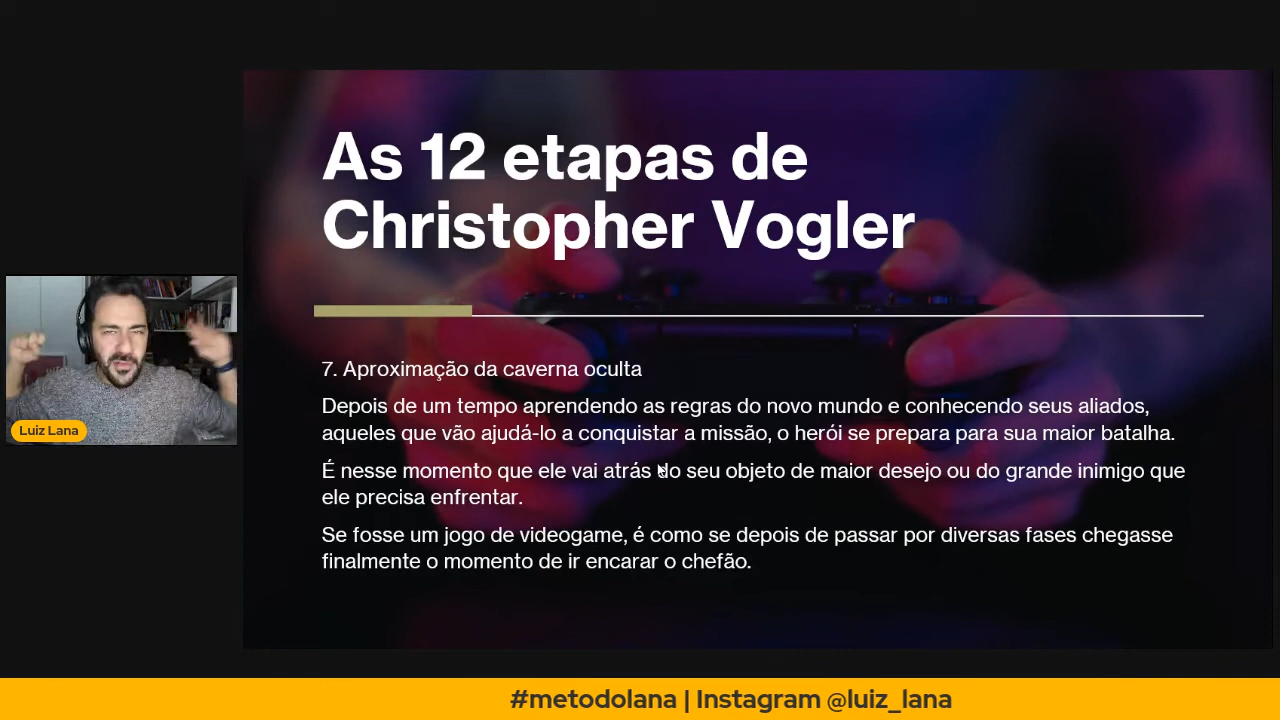 As 12 etapas de
Christopher Vogler
7. Aproximação da caverna oculta
Depois de um tempo aprendendo as regras do novo mundo e conhecendo seus aliados,
aqueles que vão ajudá-lo a conquistar a missão, o herói se prepara para sua maior batalha.
É nesse momento que ele vai atrás do seu objeto de maior desejo ou do grande inimigo que
ele precisa enfrentar.
Se fosse um jogo de videogame, é como se depois de passar por diversas fases chegasse
finalmente o momento de ir encarar o chefão.
Luiz Lana
#metodolana | Instagram @luiz_lana